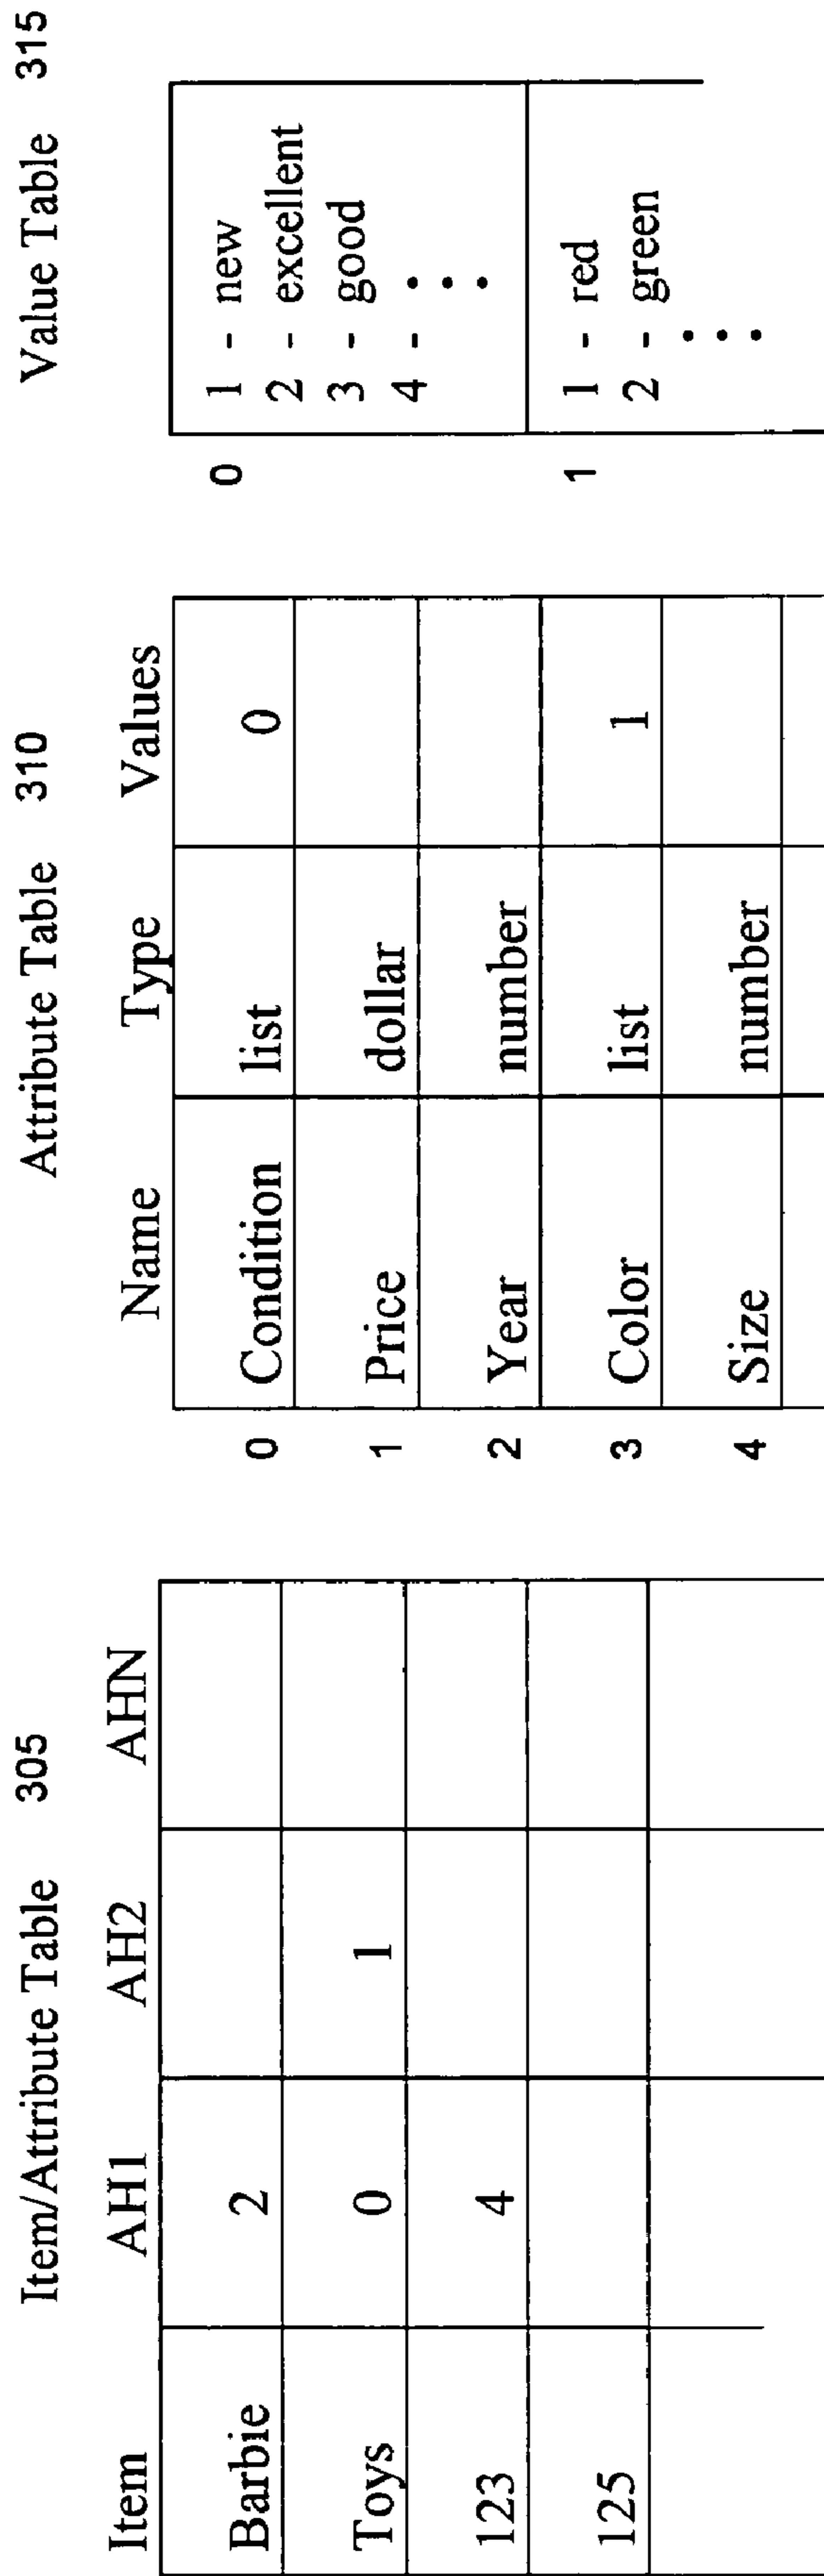 Item/Attribute Table 305
Item AH1 AH2 AHN
Barbie 2
Toys 0 1
123 4
125
Attribute Table 310
Name Type Values
0 Condition list 0
1 Price dollar
2 Year number
3 Color list 1
4 Size number
Value Table 315
0 1 - new
2 - excellent
3 - good
4 -
1 1 - red
2 - green